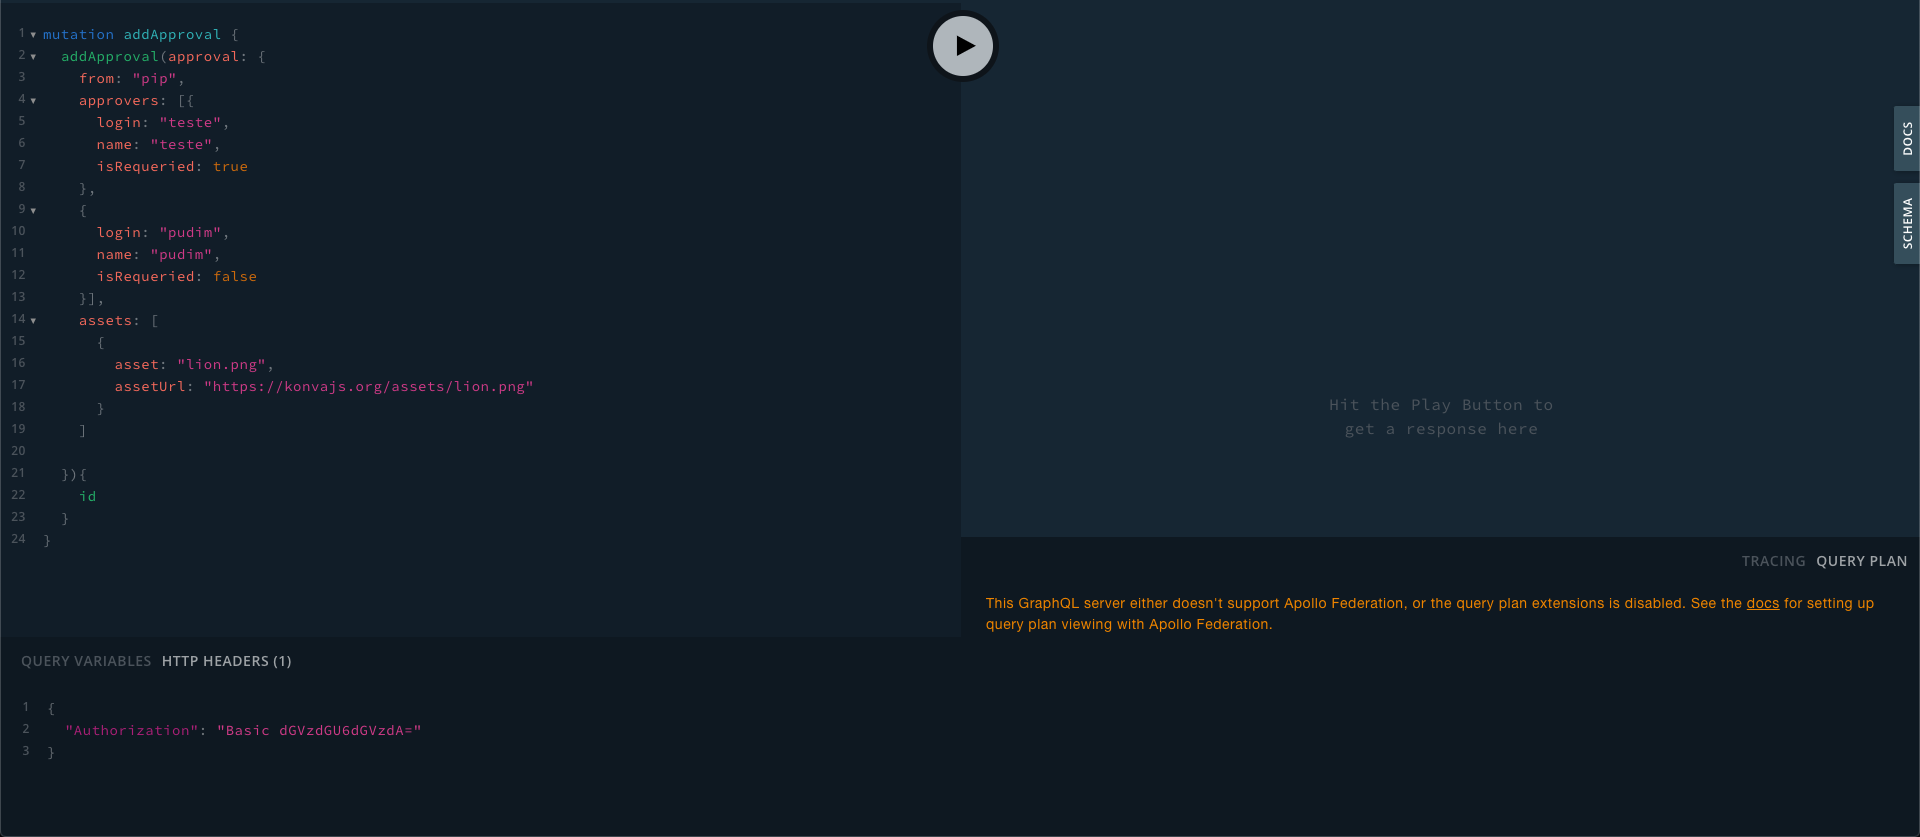 1 mutation addApproval {
2 addApproval(approval: {
3 from: "pip",
4 approvers: [{
5 login: "teste",
6 name: "teste",
7 isRequeried: true
8 },
9 {
10 login: "pudim",
11 name: "pudim",
12 isRequeried: false
13 }],
14 assets: [
15 {
16 asset: "lion.png",
17 assetUrl: "https://konvajs.org/assets/lion.png"
18 }
19 ]
20
21 }){
22 id
23 }
24 }
QUERY VARIABLES HTTP HEADERS (1)
1 {
2 "Authorization": "Basic dGVzdGU6dGVzdA="
3 }
Hit the Play Button to
get a response here
DOCS
SCHEMA
TRACING QUERY PLAN
This GraphQL server either doesn't support Apollo Federation, or the query plan extensions is disabled. See the docs for setting up
query plan viewing with Apollo Federation.